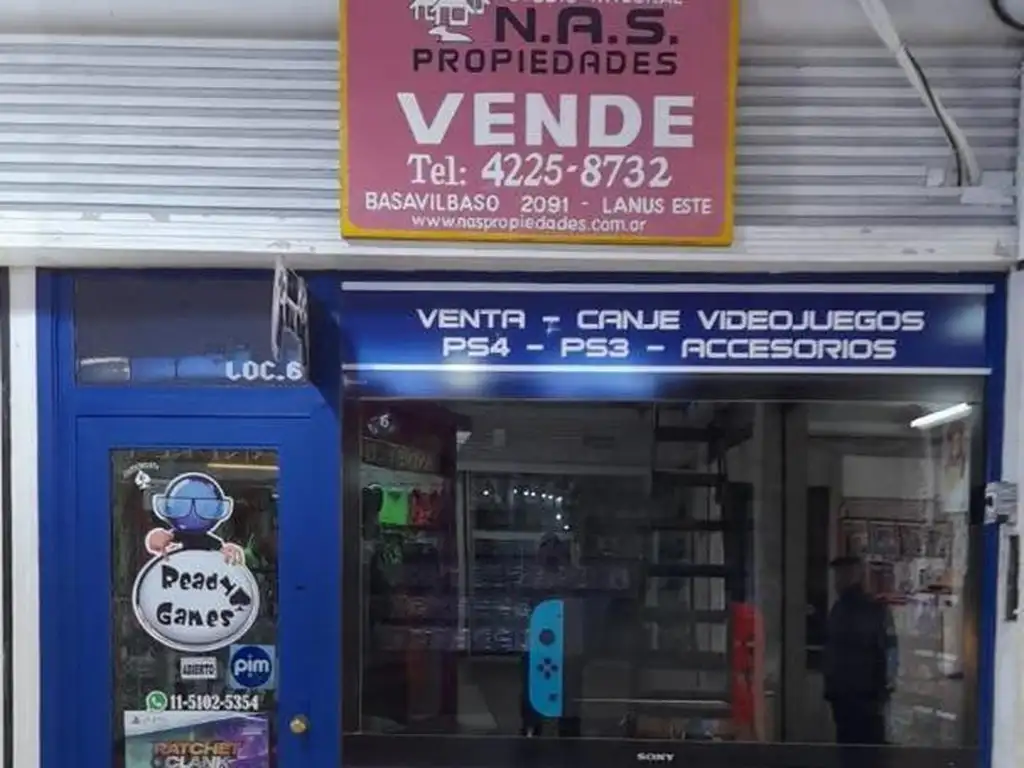 N.A.S.
PROPIEDADES
VENDE
Tel: 4225-8732
BASAVILBASO 2091 - LANUS ESTE
www.naspropiedades.com.ar
VENTA - CANJE VIDEOJUEGOS
PS4 - PS3 - ACCESORIOS
LOC.6
6
Ready
Games
ABIERTO
pim
11-5102-5354
RATCHET
CLANK
SONY